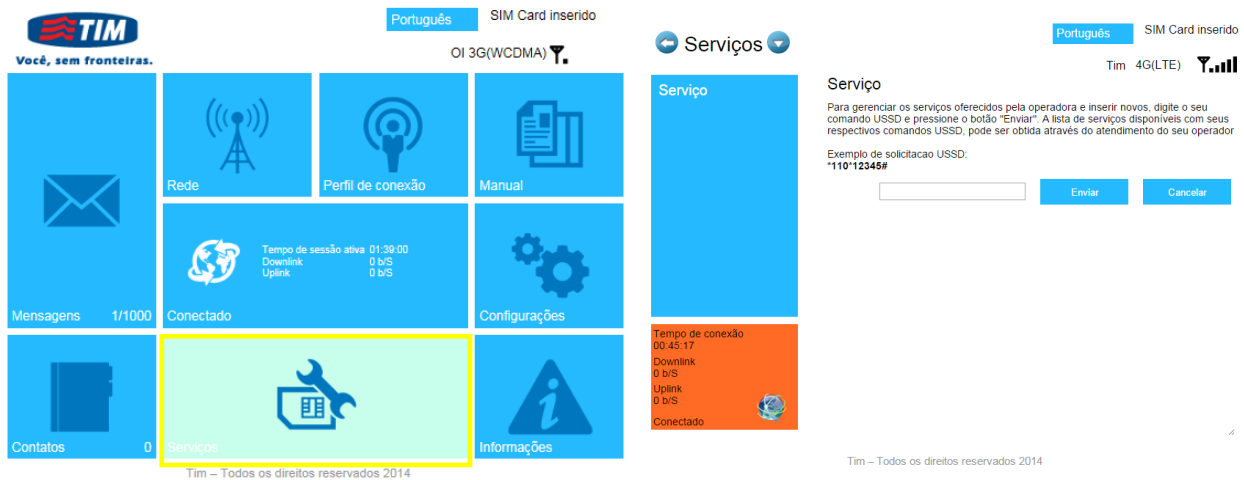 TIM
Você, sem fronteiras.
Português
SIM Card inserido
OI 3G(WCDMA)
Rede
Perfil de conexão
Manual
Tempo de sessão ativa 01:39:00
Downlink 0 b/S
Uplink 0 b/S
Mensagens 1/1000
Conectado
Configurações
Contatos 0
Serviços
Informações
Tim – Todos os direitos reservados 2014
Serviços
Português
SIM Card inserido
Tim 4G(LTE)
Serviço
Tempo de conexão
00:45:17
Downlink
0 b/S
Uplink
0 b/S
Conectado
Serviço
Para gerenciar os serviços oferecidos pela operadora e inserir novos, digite o seu
comando USSD e pressione o botão "Enviar". A lista de serviços disponíveis com seus
respectivos comandos USSD, pode ser obtida através do atendimento do seu operador
Exemplo de solicitacao USSD:
*110*12345#
Enviar
Cancelar
Tim – Todos os direitos reservados 2014